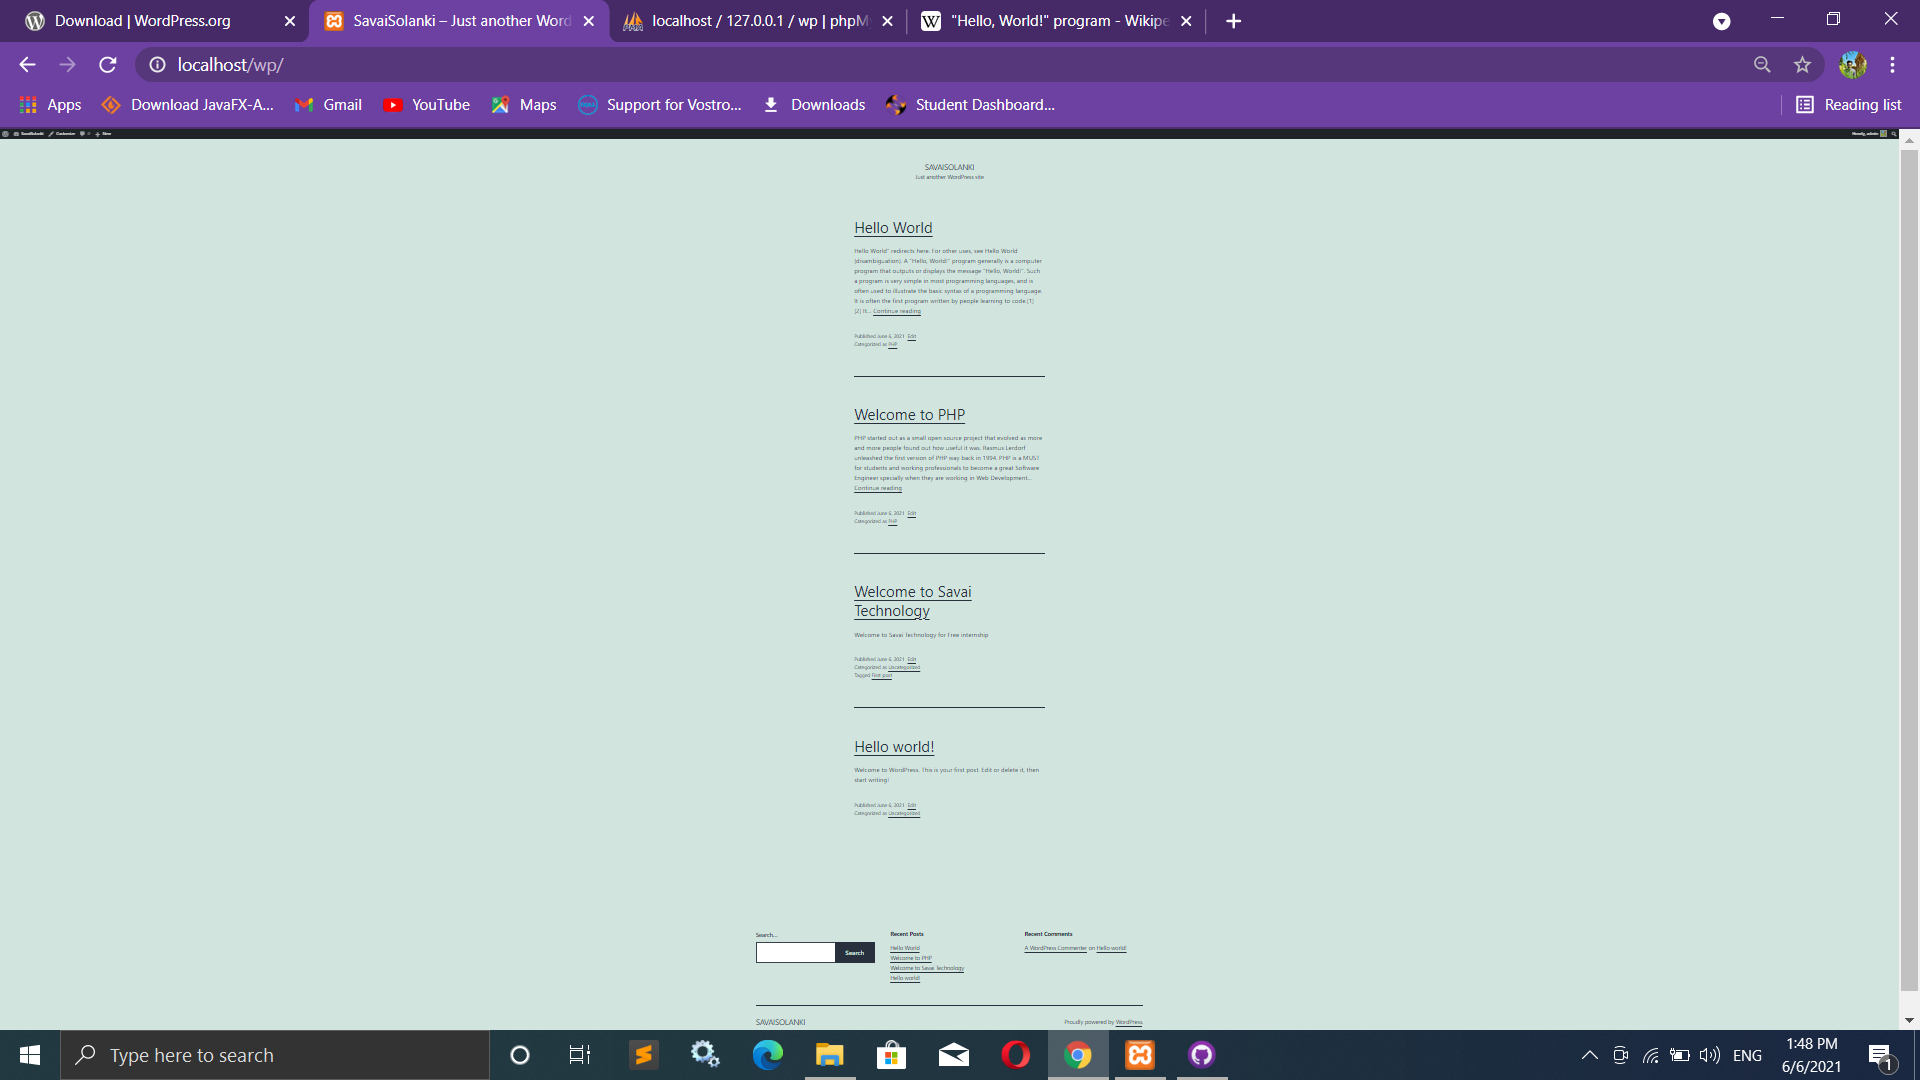 Download | WordPress.org
SavaiSolanki – Just another Word
localhost / 127.0.0.1 / wp | phpMy
"Hello, World!" program - Wikipe
localhost/wp/
Apps
Download JavaFX-A...
Gmail
YouTube
Maps
Support for Vostro...
Downloads
Student Dashboard...
Reading list
SavaiSolanki
Customize
0
New
Howdy, admin
SAVAISOLANKI
Just another WordPress site
Hello World
Hello World" redirects here. For other uses, see Hello World
(disambiguation). A "Hello, World!" program generally is a computer
program that outputs or displays the message "Hello, World!". Such
a program is very simple in most programming languages, and is
often used to illustrate the basic syntax of a programming language.
It is often the first program written by people learning to code.[1]
[2] It... Continue reading
Published June 6, 2021 Edit
Categorized as PHP
Welcome to PHP
PHP started out as a small open source project that evolved as more
and more people found out how useful it was. Rasmus Lerdorf
unleashed the first version of PHP way back in 1994. PHP is a MUST
for students and working professionals to become a great Software
Engineer specially when they are working in Web Development...
Continue reading
Published June 6, 2021 Edit
Categorized as PHP
Welcome to Savai
Technology
Welcome to Savai Technology for Free internship
Published June 6, 2021 Edit
Categorized as Uncategorized
Tagged First post
Hello world!
Welcome to WordPress. This is your first post. Edit or delete it, then
start writing!
Published June 6, 2021 Edit
Categorized as Uncategorized
Search...
Search
Recent Posts
Hello World
Welcome to PHP
Welcome to Savai Technology
Hello world!
Recent Comments
A WordPress Commenter on Hello world!
SAVAISOLANKI
Proudly powered by WordPress
Type here to search
ENG
1:48 PM
6/6/2021
1